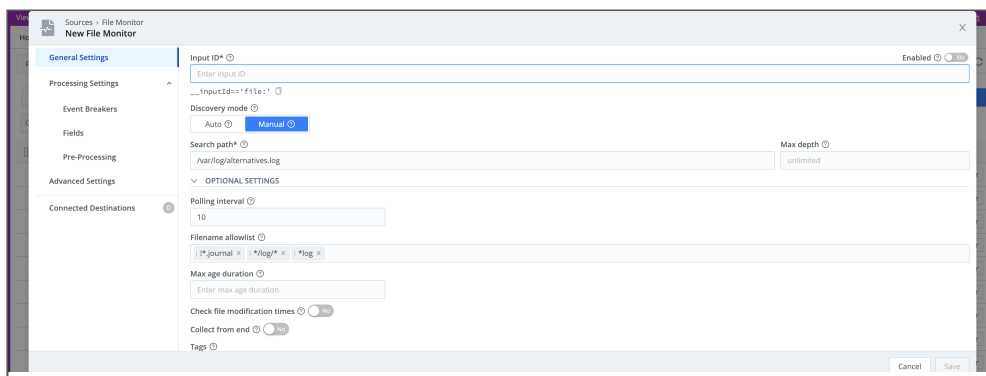 Sources › File Monitor
New File Monitor
General Settings
Processing Settings
Event Breakers
Fields
Pre-Processing
Advanced Settings
Connected Destinations 0
Input ID* Enabled No
Enter input ID
__inputId=='file:'
Discovery mode
Auto Manual
Search path* Max depth
/var/log/alternatives.log unlimited
OPTIONAL SETTINGS
Polling interval
10
Filename allowlist
!*.journal × */log/* × *log ×
Max age duration
Enter max age duration
Check file modification times No
Collect from end No
Tags
Cancel Save